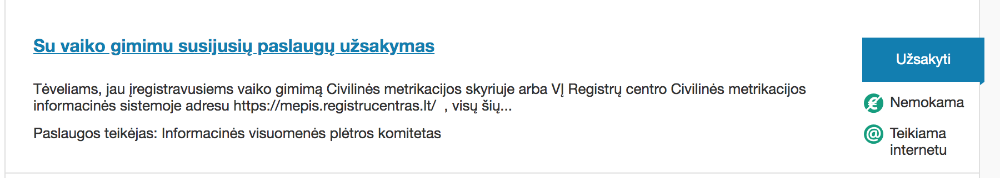 Su vaiko gimimu susijusių paslaugų užsakymas
Užsakyti
Tėveliams, jau įregistravusiems vaiko gimimą Civilinės metrikacijos skyriuje arba VĮ Registrų centro Civilinės metrikacijos
informacinės sistemoje adresu https://mepis.registrucentras.lt/ , visų šių...
Nemokama
Paslaugos teikėjas: Informacinės visuomenės plėtros komitetas
Teikiama
internetu